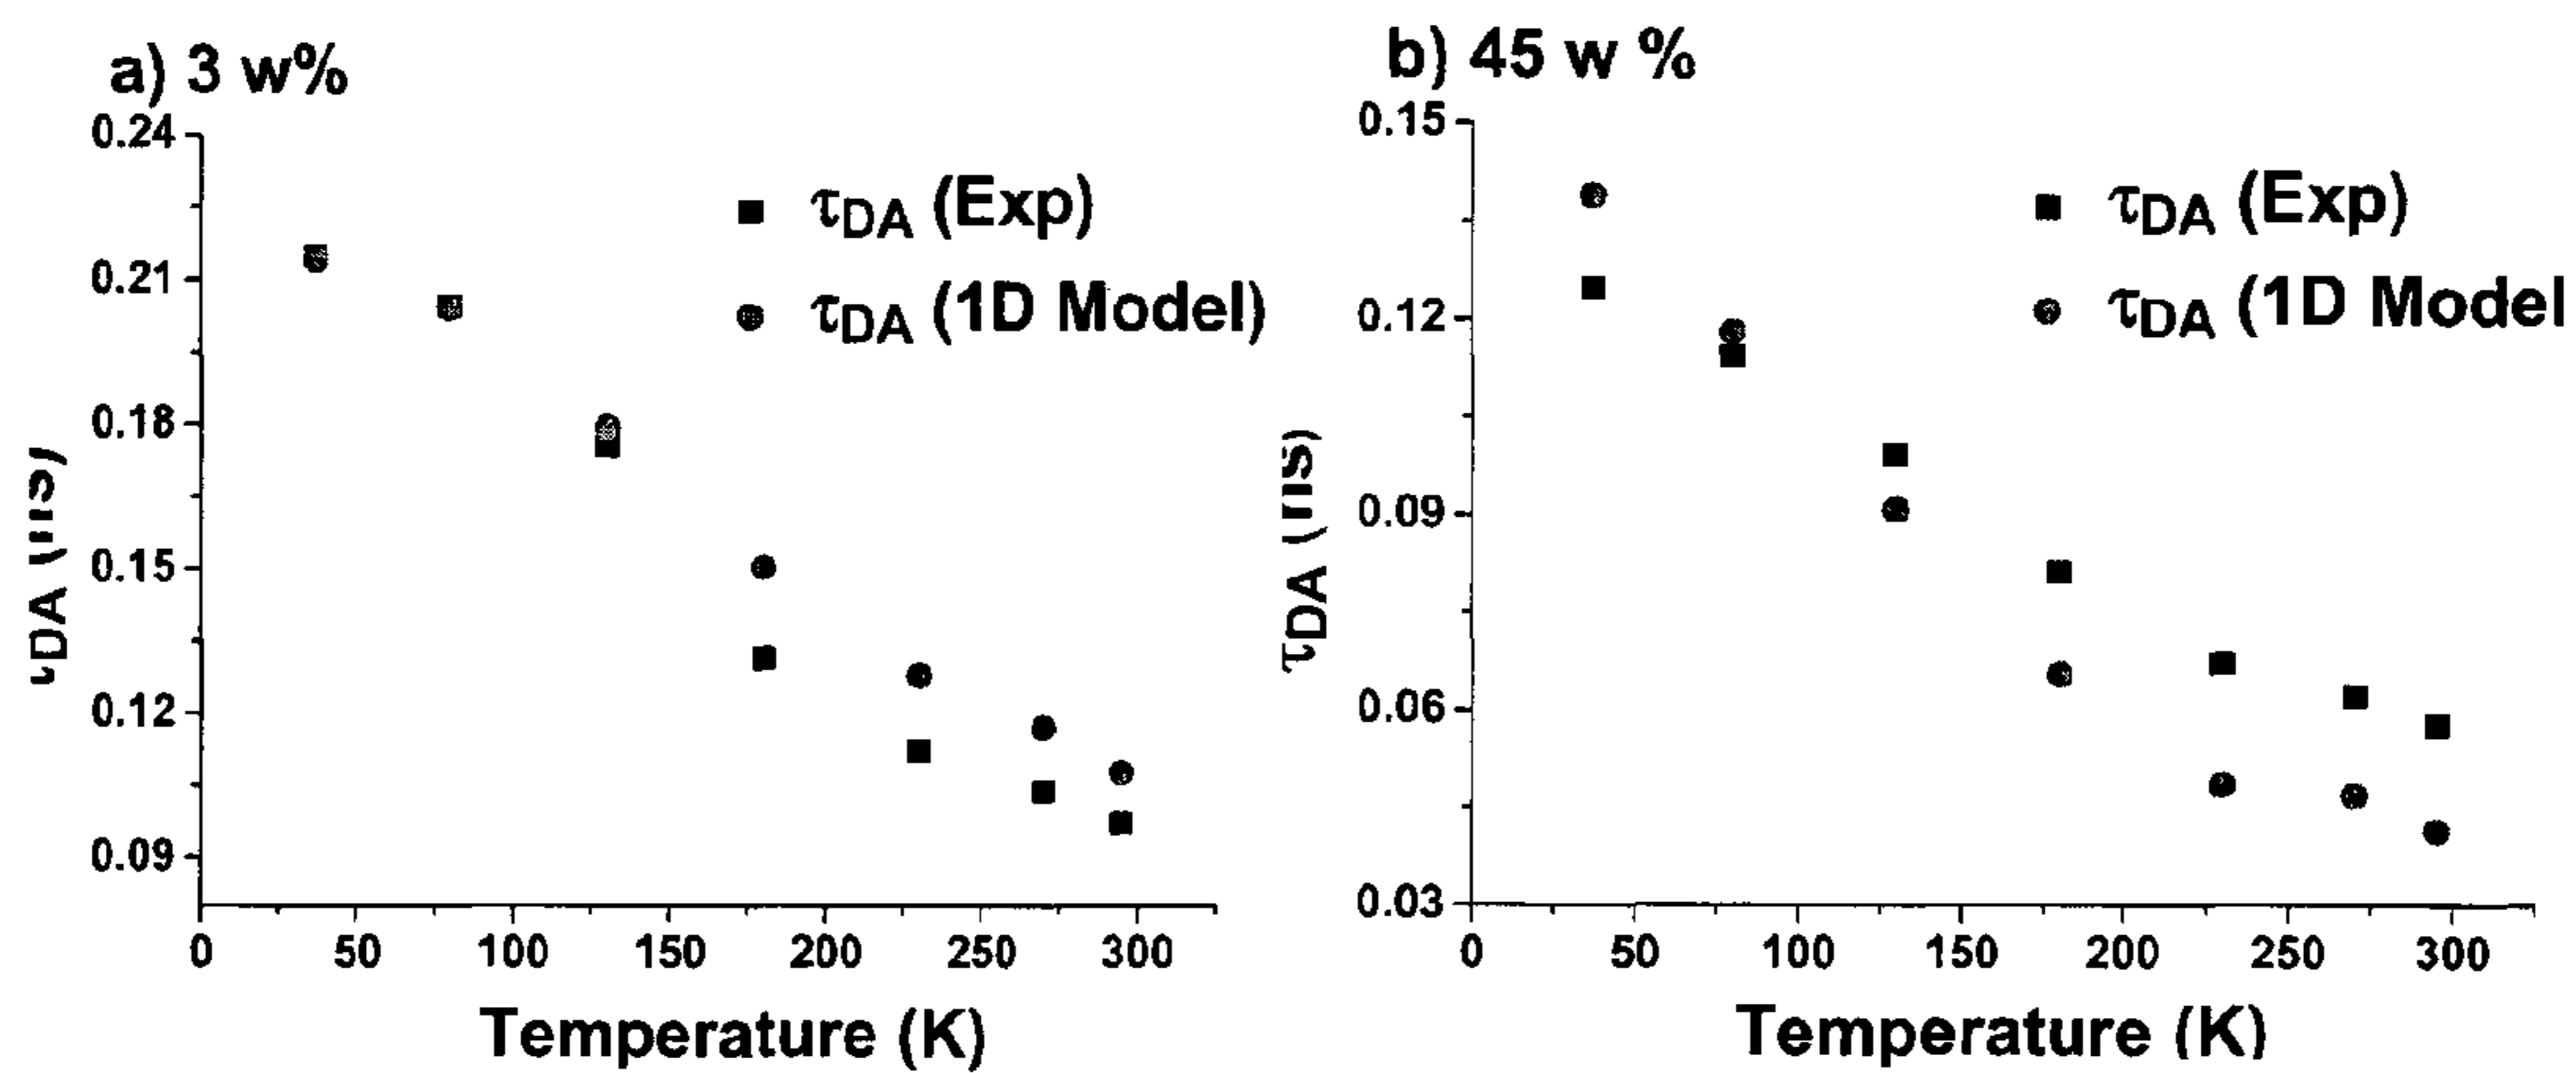 a) 3 w%
0.24
0.21
0.18
0.15
0.12
0.09
0 50 100 150 200 250 300
Temperature (K)
τDA (Exp)
τDA (1D Model)
b) 45 w %
τDA (ns)
0.15
0.12
0.09
0.06
0.03
0 50 100 150 200 250 300
Temperature (K)
τDA (Exp)
τDA (1D Model